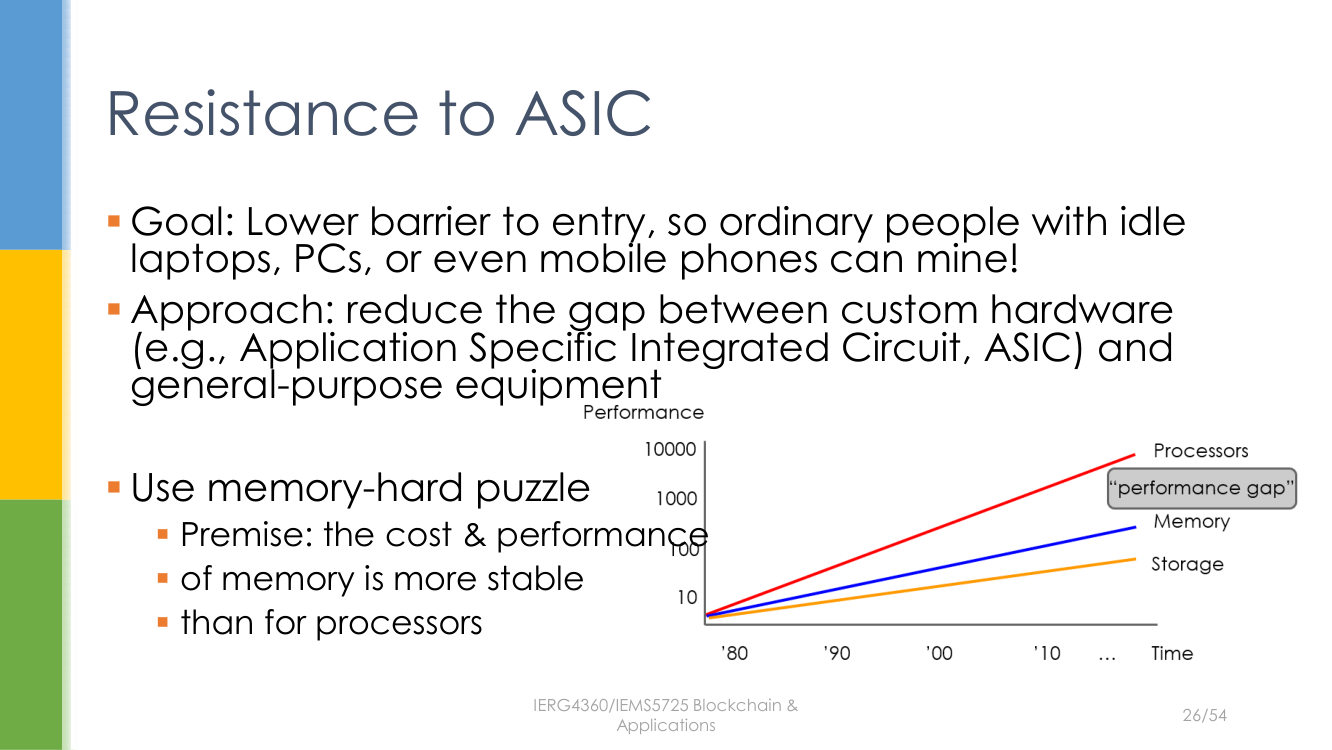 Resistance to ASIC
▪ Goal: Lower barrier to entry, so ordinary people with idle
laptops, PCs, or even mobile phones can mine!
▪ Approach: reduce the gap between custom hardware
(e.g., Application Specific Integrated Circuit, ASIC) and
general-purpose equipment
▪ Use memory-hard puzzle
▪ Premise: the cost & performance
▪ of memory is more stable
▪ than for processors
Performance
10000
1000
100
10
Processors
“performance gap”
Memory
Storage
’80 ’90 ’00 ’10 … Time
IERG4360/IEMS5725 Blockchain &
Applications
26/54